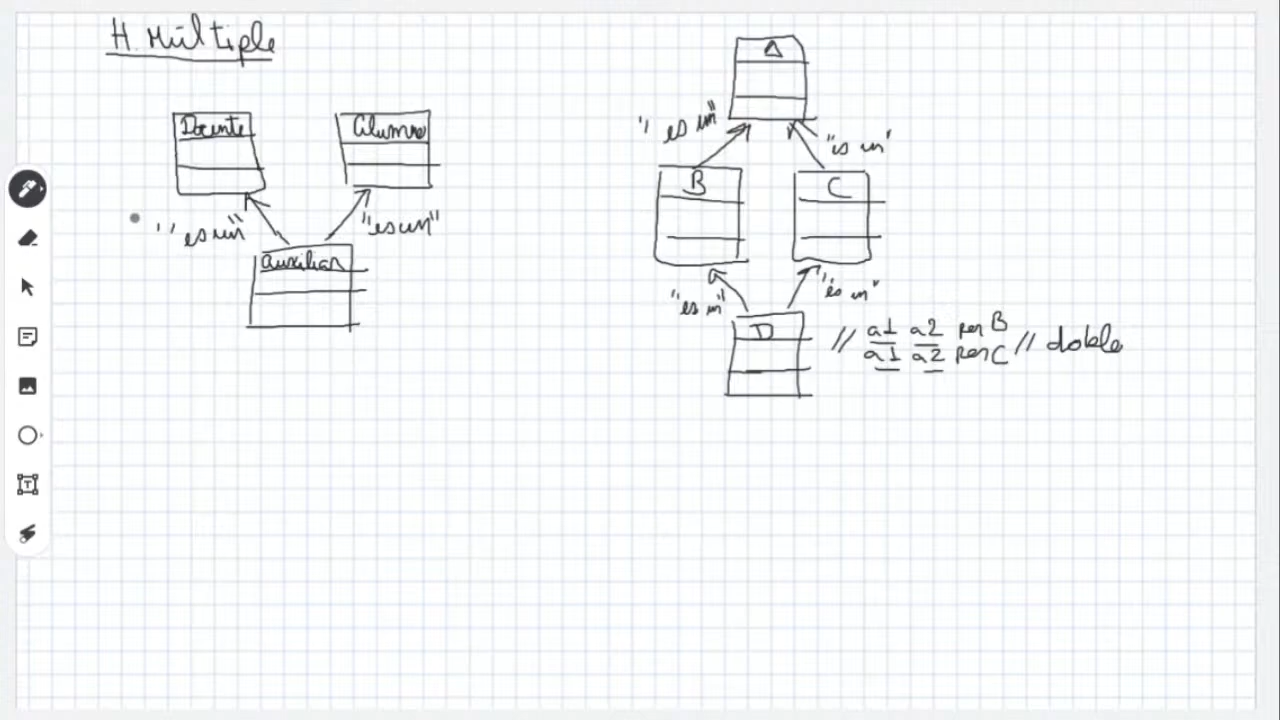 H. Múltiple
Docente
Alumno
"es un"
"es un"
Auxiliar
A
"es un"
"es un"
B
C
"es un"
"es un"
D
// a1 a2 por B
a1 a2 por C // doble